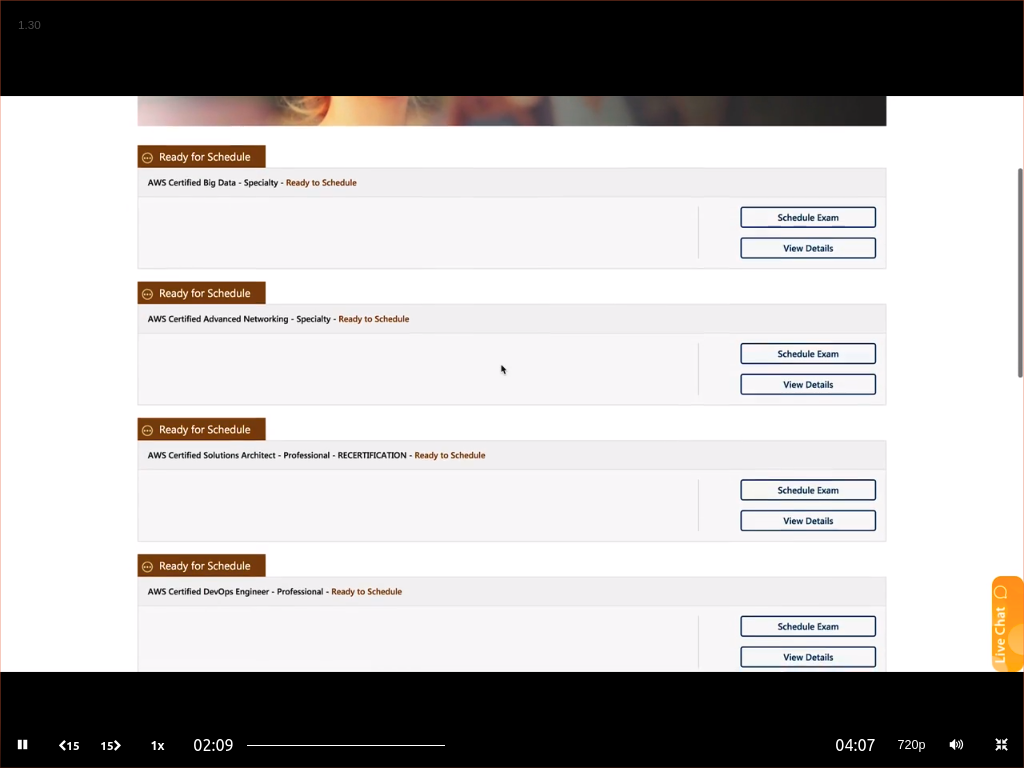 1.30
Ready for Schedule
AWS Certified Big Data - Specialty - Ready to Schedule
Schedule Exam
View Details
Ready for Schedule
AWS Certified Advanced Networking - Specialty - Ready to Schedule
Schedule Exam
View Details
Ready for Schedule
AWS Certified Solutions Architect - Professional - RECERTIFICATION - Ready to Schedule
Schedule Exam
View Details
Ready for Schedule
AWS Certified DevOps Engineer - Professional - Ready to Schedule
Schedule Exam
View Details
Live Chat
15 15 1x 02:09 04:07 720p